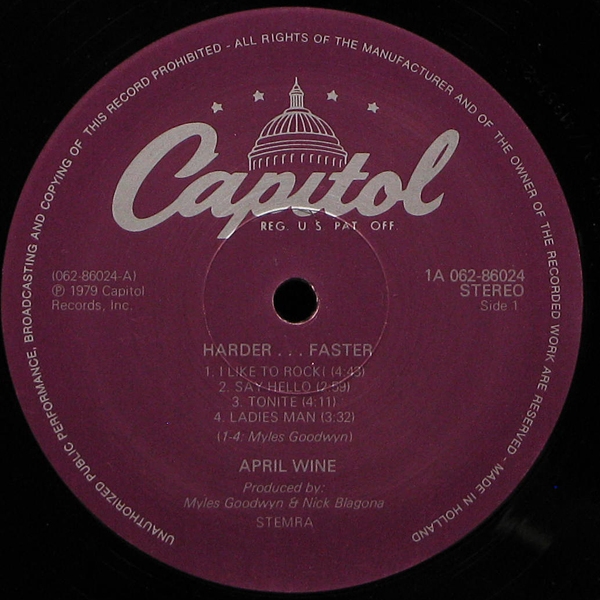 UNAUTHORIZED PUBLIC PERFORMANCE, BROADCASTING AND COPYING OF THIS RECORD PROHIBITED - ALL RIGHTS OF THE MANUFACTURER AND OF THE OWNER OF THE RECORDED WORK ARE RESERVED - MADE IN HOLLAND
Capitol
REG. U.S. PAT. OFF.
(062-86024-A)
℗ 1979 Capitol
Records, Inc.
1A 062-86024
STEREO
Side 1
HARDER . . . FASTER
1. I LIKE TO ROCK! (4:43)
2. SAY HELLO (2:59)
3. TONITE (4:11)
4. LADIES MAN (3:32)
(1-4: Myles Goodwyn)
APRIL WINE
Produced by:
Myles Goodwyn & Nick Blagona
STEMRA